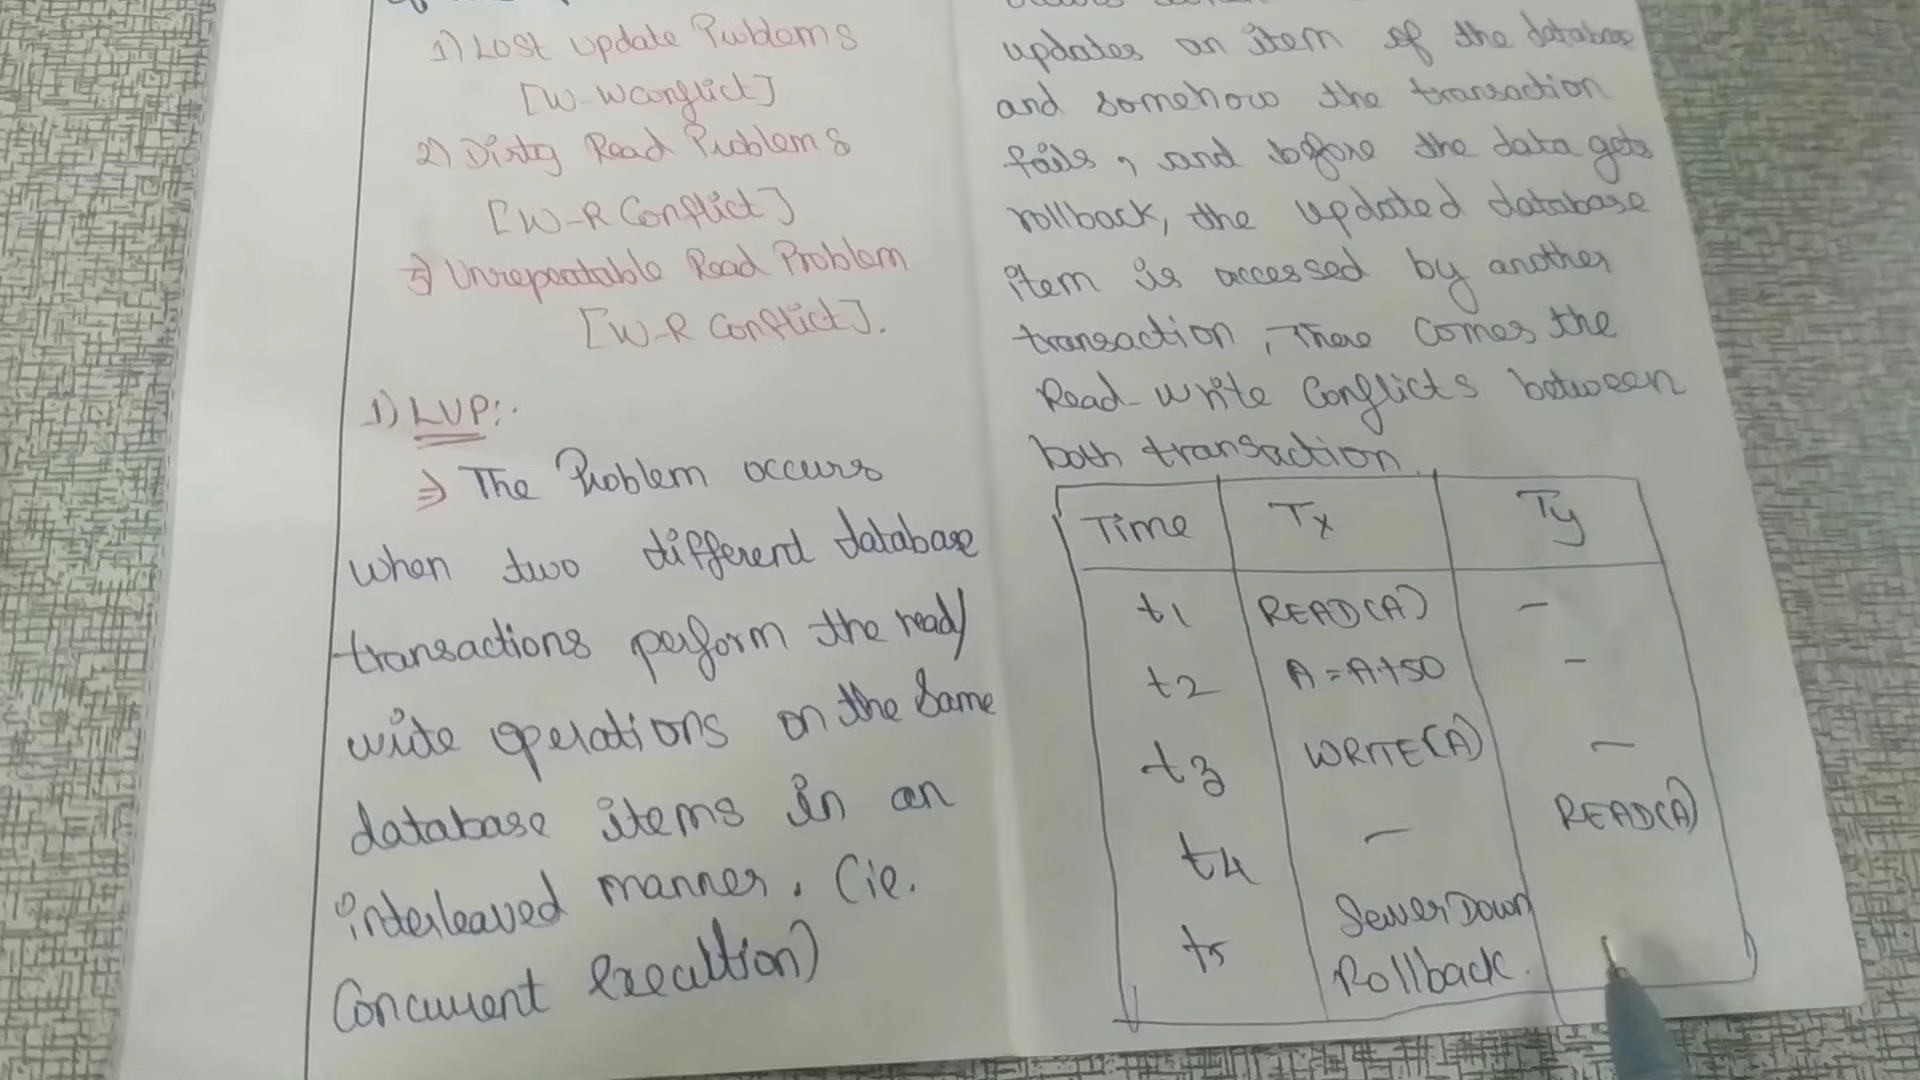 1) Lost update Problems
[W-W conflict]
2) Dirty Read Problems
[W-R Conflict]
3) Unrepeatable Read Problem
[W-R Conflict].
1) LUP:-
⇒ The Problem occurs
when two different database
transactions perform the read/
write operations on the same
database items in an
interleaved manner. (ie.
Concurrent Execution)
updates an item of the database
and somehow the transaction
fails, and before the data gets
rollback, the updated database
item is accessed by another
transaction, There comes the
Read-Write Conflicts between
both transaction.
Time Tx Ty
t1 READ(A) —
t2 A=A+50 —
t3 WRITE(A) —
t4 — READ(A)
t5 Server Down
Rollback.